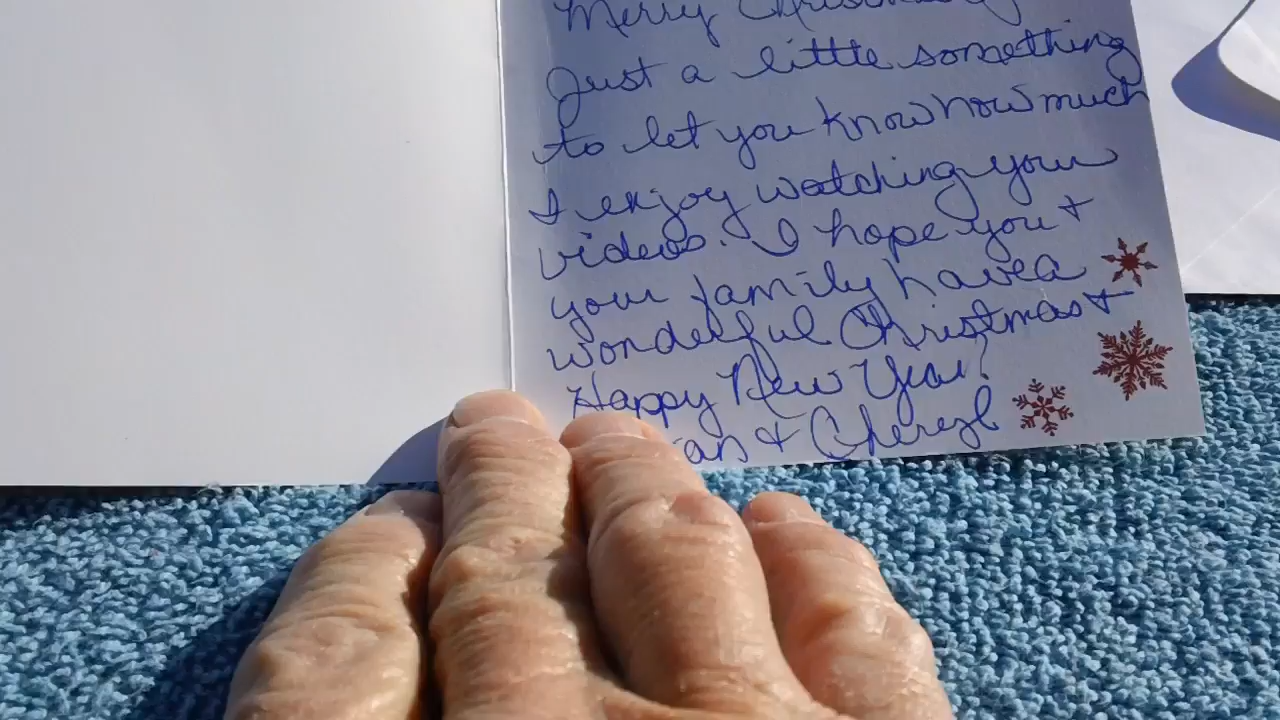 Merry Christmas
Just a little something
to let you know how much
I enjoy watching your
videos. I hope you +
your family have a
wonderful Christmas +
Happy New Year!
& Cheryl